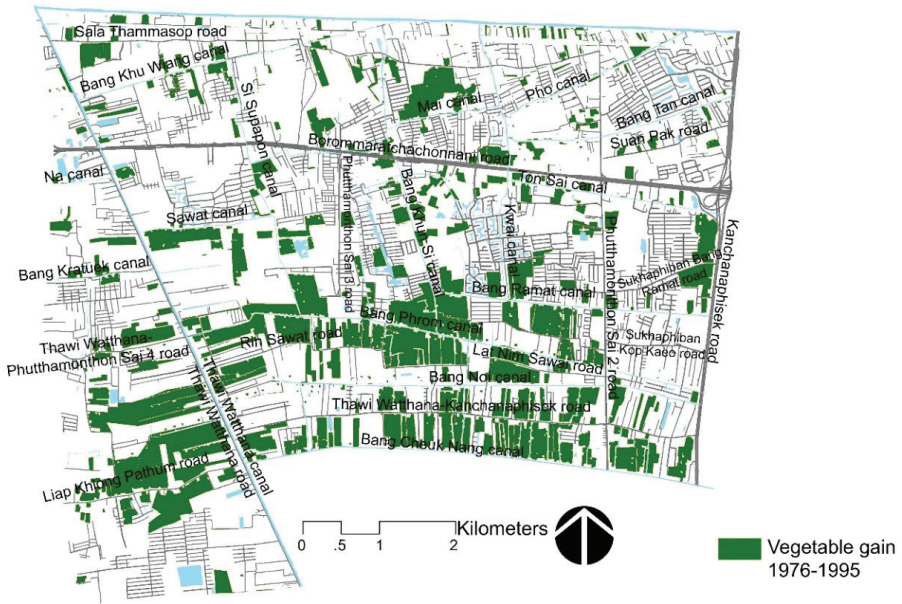 Sala Thammasop road
Bang Khu Wiang canal
Si Supapon canal
Mai canal
Pho canal
Bang Tan canal
Suan Pak road
Borommaratchachonnani road
Na canal
Ton Sai canal
Sawat canal
Phutthamonthon Sai 3 road
Bang Khun Si canal
Kwai canal
Phutthamonthon Sai 2 road
Kanchanaphisek road
Bang Kratuek canal
Bang Ramat canal
Sukhaphiban Bang
Ramat road
Bang Phrom canal
Rin Sawat road
Sukhaphiban
Kop Kaeo road
Thawi Watthana-
Phutthamonthon Sai 4 road
Lat Nim Sawai road
Bang Noi canal
Thawi Watthana canal
Thawi Watthana road
Thawi Watthana-Kanchanaphisek road
Bang Cheuk Nang canal
Liap Khlong Pathum road
Kilometers
0 .5 1 2
Vegetable gain
1976-1995